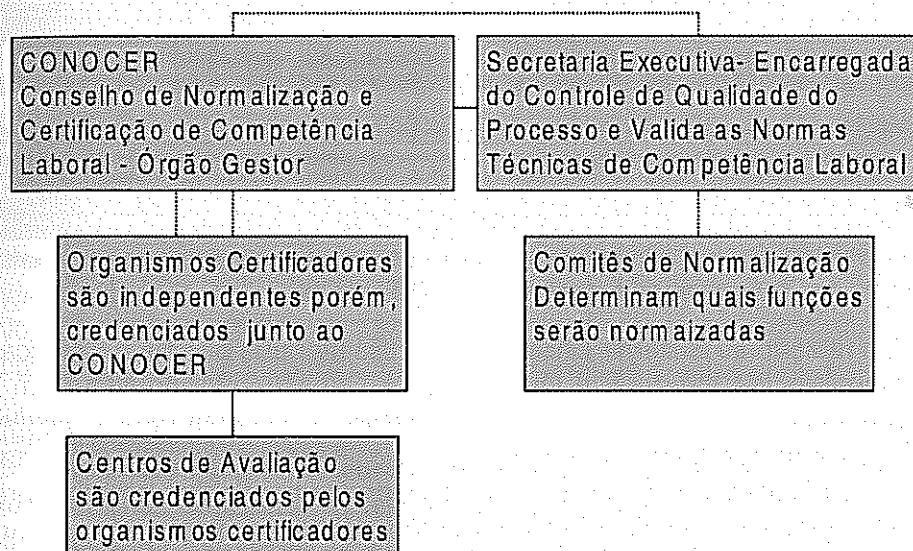 CONOCER
Conselho de Normalização e
Certificação de Competência
Laboral - Órgão Gestor
Secretaria Executiva- Encarregada
do Controle de Qualidade do
Processo e Valida as Normas
Técnicas de Competência Laboral
Organismos Certificadores
são independentes porém,
credenciados junto ao
CONOCER
Comitês de Normalização
Determinam quais funções
serão normaizadas
Centros de Avaliação
são credenciados pelos
organismos certificadores